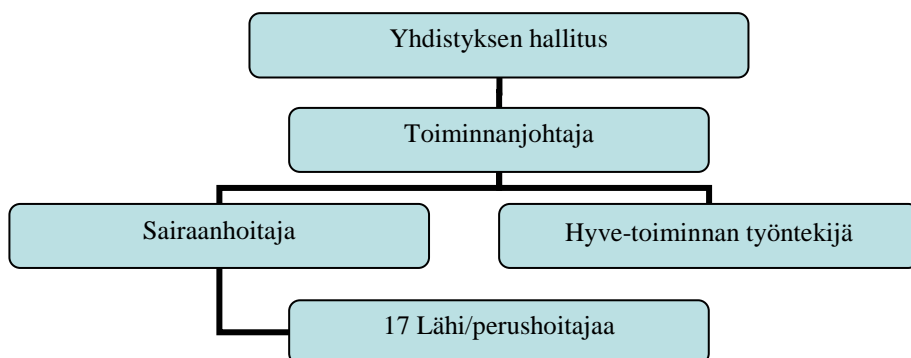 Yhdistyksen hallitus
Toiminnanjohtaja
Sairaanhoitaja
Hyve-toiminnan työntekijä
17 Lähi/perushoitajaa